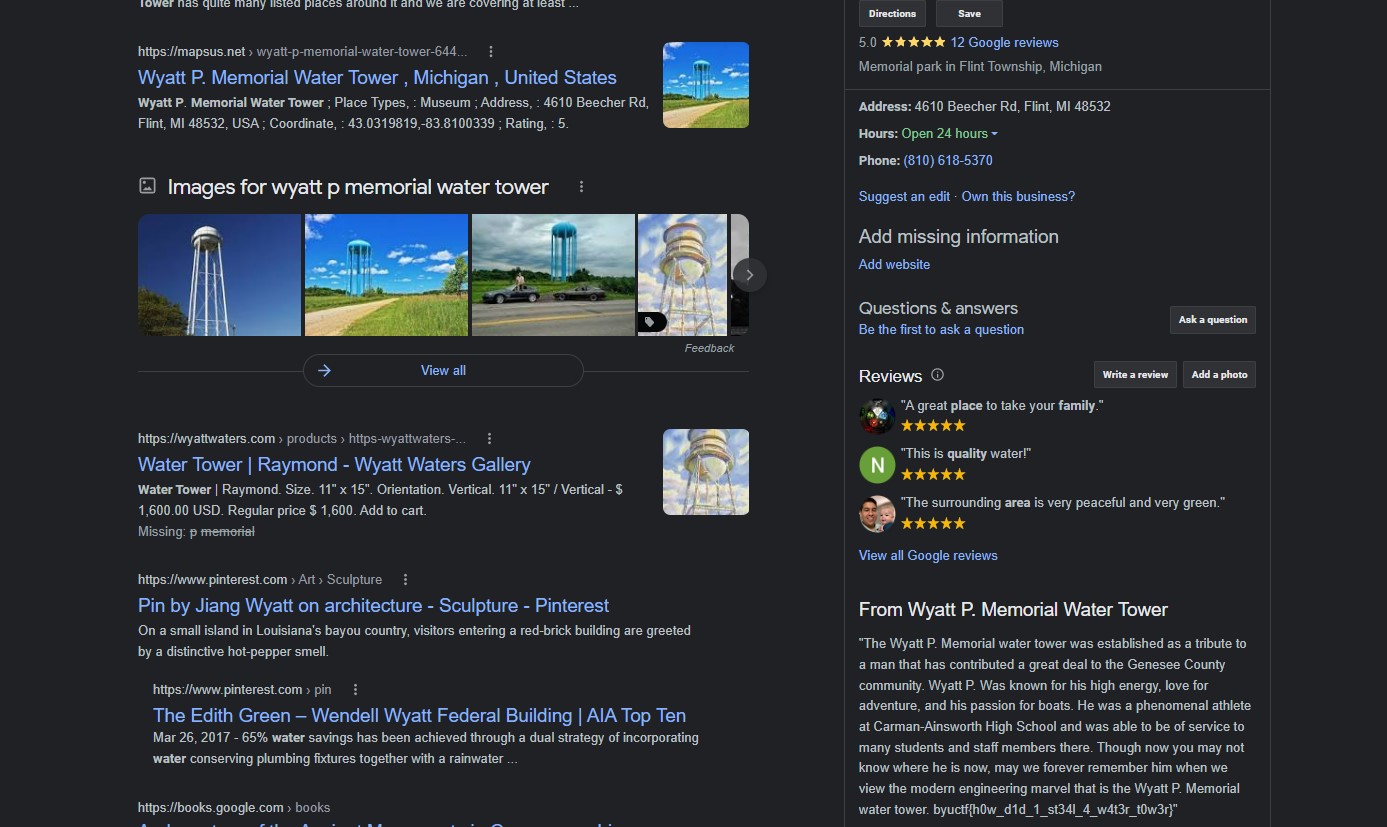 Tower has quite many listed places around it and we are covering at least ...
https://mapsus.net › wyatt-p-memorial-water-tower-644...
Wyatt P. Memorial Water Tower , Michigan , United States
Wyatt P. Memorial Water Tower ; Place Types, : Museum ; Address, : 4610 Beecher Rd,
Flint, MI 48532, USA ; Coordinate, : 43.0319819,-83.8100339 ; Rating, : 5.
Images for wyatt p memorial water tower
Feedback
View all
https://wyattwaters.com › products › https-wyattwaters-...
Water Tower | Raymond - Wyatt Waters Gallery
Water Tower | Raymond. Size. 11" x 15". Orientation. Vertical. 11" x 15" / Vertical - $
1,600.00 USD. Regular price $ 1,600. Add to cart.
Missing: p memorial
https://www.pinterest.com › Art › Sculpture
Pin by Jiang Wyatt on architecture - Sculpture - Pinterest
On a small island in Louisiana's bayou country, visitors entering a red-brick building are greeted
by a distinctive hot-pepper smell.
https://www.pinterest.com › pin
The Edith Green – Wendell Wyatt Federal Building | AIA Top Ten
Mar 26, 2017 - 65% water savings has been achieved through a dual strategy of incorporating
water conserving plumbing fixtures together with a rainwater ...
https://books.google.com › books
Directions Save
5.0 ★★★★★ 12 Google reviews
Memorial park in Flint Township, Michigan
Address: 4610 Beecher Rd, Flint, MI 48532
Hours: Open 24 hours
Phone: (810) 618-5370
Suggest an edit · Own this business?
Add missing information
Add website
Questions & answers
Be the first to ask a question
Ask a question
Reviews
Write a review Add a photo
"A great place to take your family."
★★★★★
N
"This is quality water!"
★★★★★
"The surrounding area is very peaceful and very green."
★★★★★
View all Google reviews
From Wyatt P. Memorial Water Tower
"The Wyatt P. Memorial water tower was established as a tribute to
a man that has contributed a great deal to the Genesee County
community. Wyatt P. Was known for his high energy, love for
adventure, and his passion for boats. He was a phenomenal athlete
at Carman-Ainsworth High School and was able to be of service to
many students and staff members there. Though now you may not
know where he is now, may we forever remember him when we
view the modern engineering marvel that is the Wyatt P. Memorial
water tower. byuctf{h0w_d1d_1_st34l_4_w4t3r_t0w3r}"